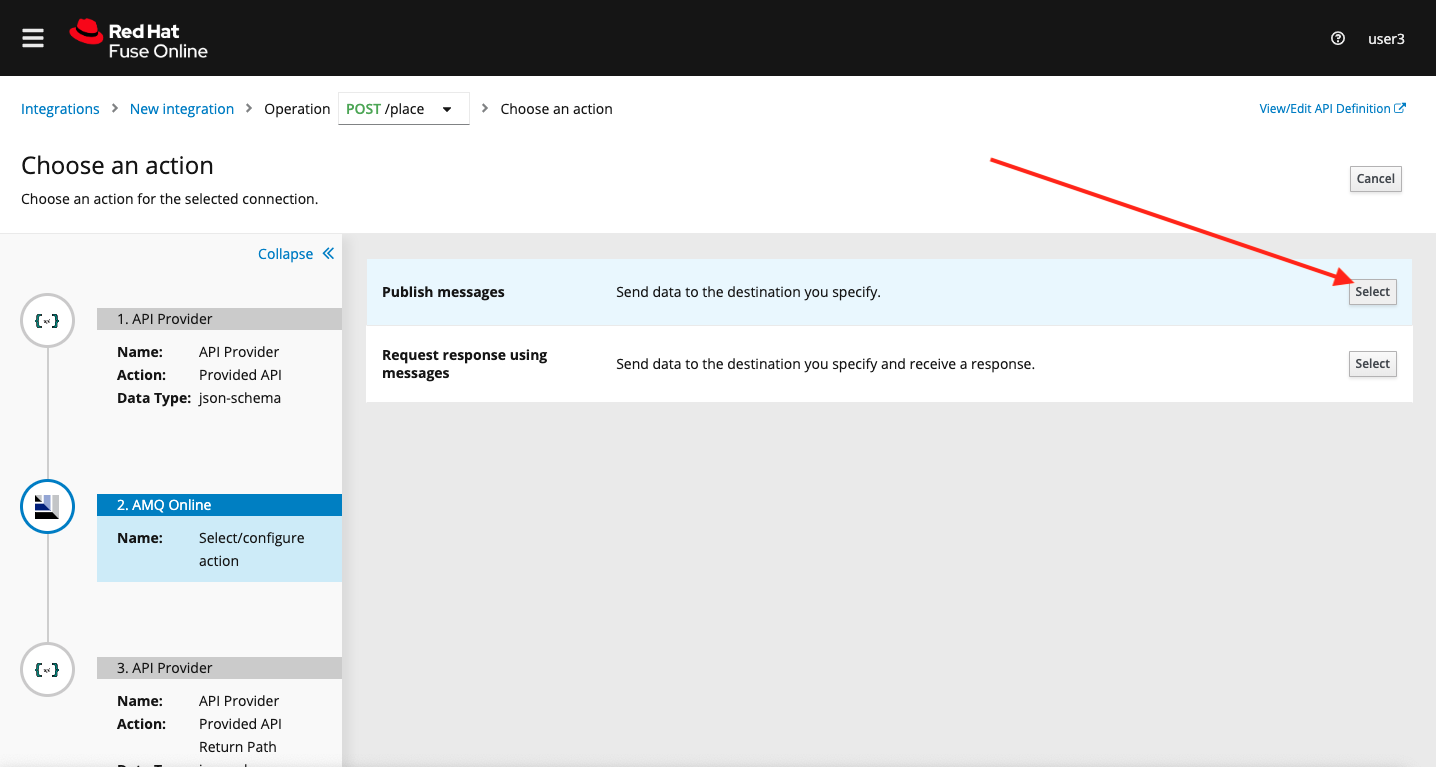 Red Hat
Fuse Online
user3
Integrations > New integration > Operation POST /place > Choose an action
View/Edit API Definition
Choose an action
Choose an action for the selected connection.
Cancel
Collapse
1. API Provider
Name: API Provider
Action: Provided API
Data Type: json-schema
2. AMQ Online
Name: Select/configure
action
3. API Provider
Name: API Provider
Action: Provided API
Return Path
Publish messages Send data to the destination you specify. Select
Request response using
messages
Send data to the destination you specify and receive a response. Select